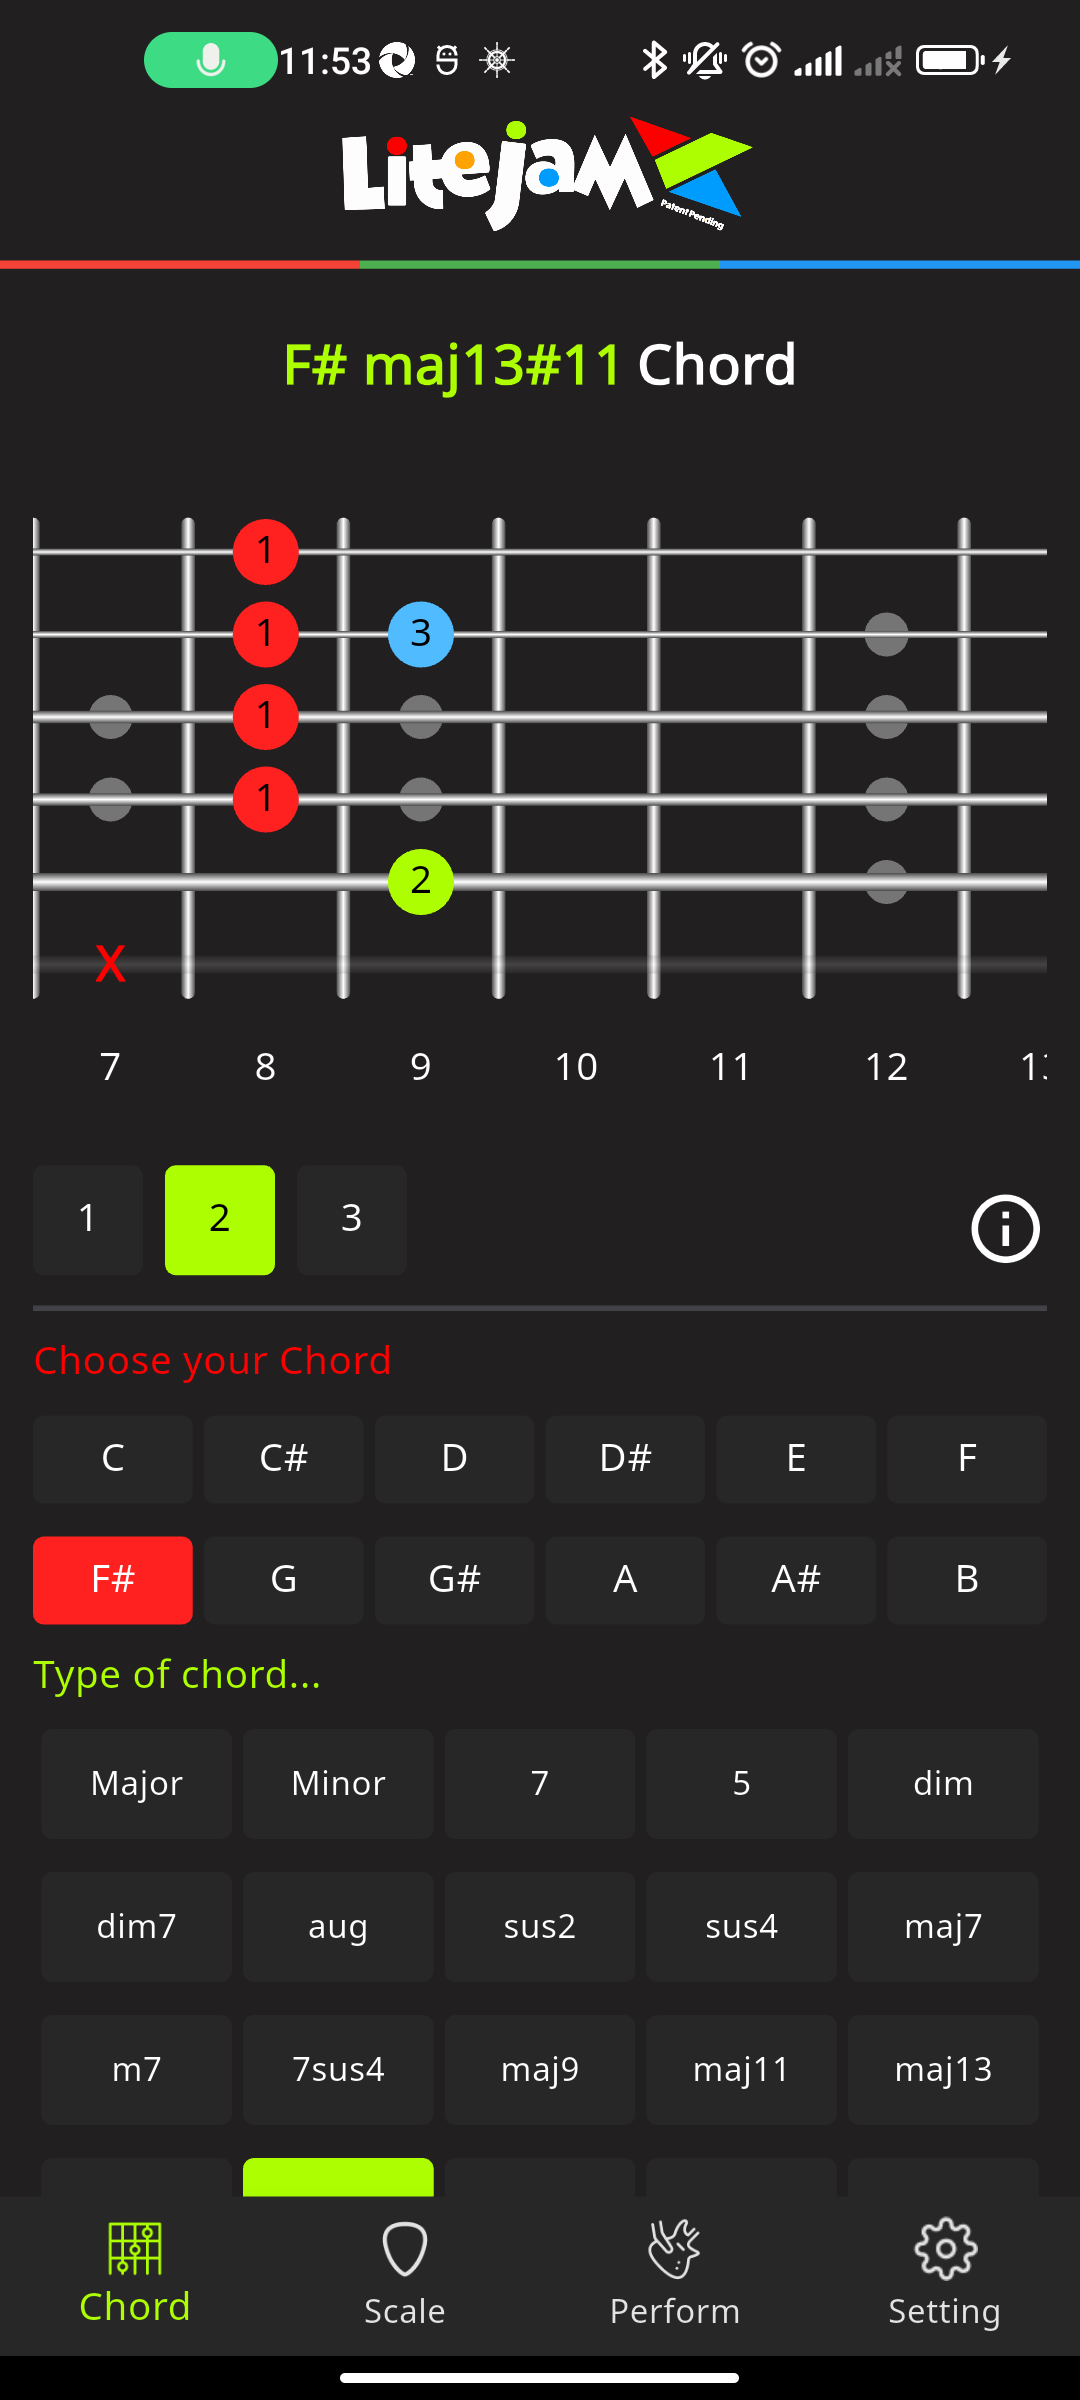 11:53
Litejam
Patent Pending
F# maj13#11 Chord
1
1 3
1
1
2
X
7 8 9 10 11 12
1 2 3
Choose your Chord
C C# D D# E F
F# G G# A A# B
Type of chord...
Major Minor 7 5 dim
dim7 aug sus2 sus4 maj7
m7 7sus4 maj9 maj11 maj13
Chord Scale Perform Setting